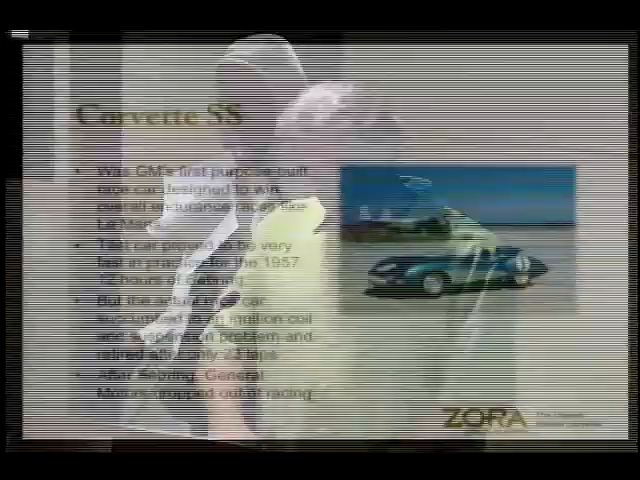 Corvette SS
• Was GM's first purpose-built
race car designed to win
overall endurance races like
Le Mans
• Test car proved to be very
fast in practice for the 1957
12 hours of Sebring
• But the actual race car
succumbed to an ignition coil
and suspension problem and
retired after only 23 laps
• After Sebring, General
Motors dropped out of racing
ZORA